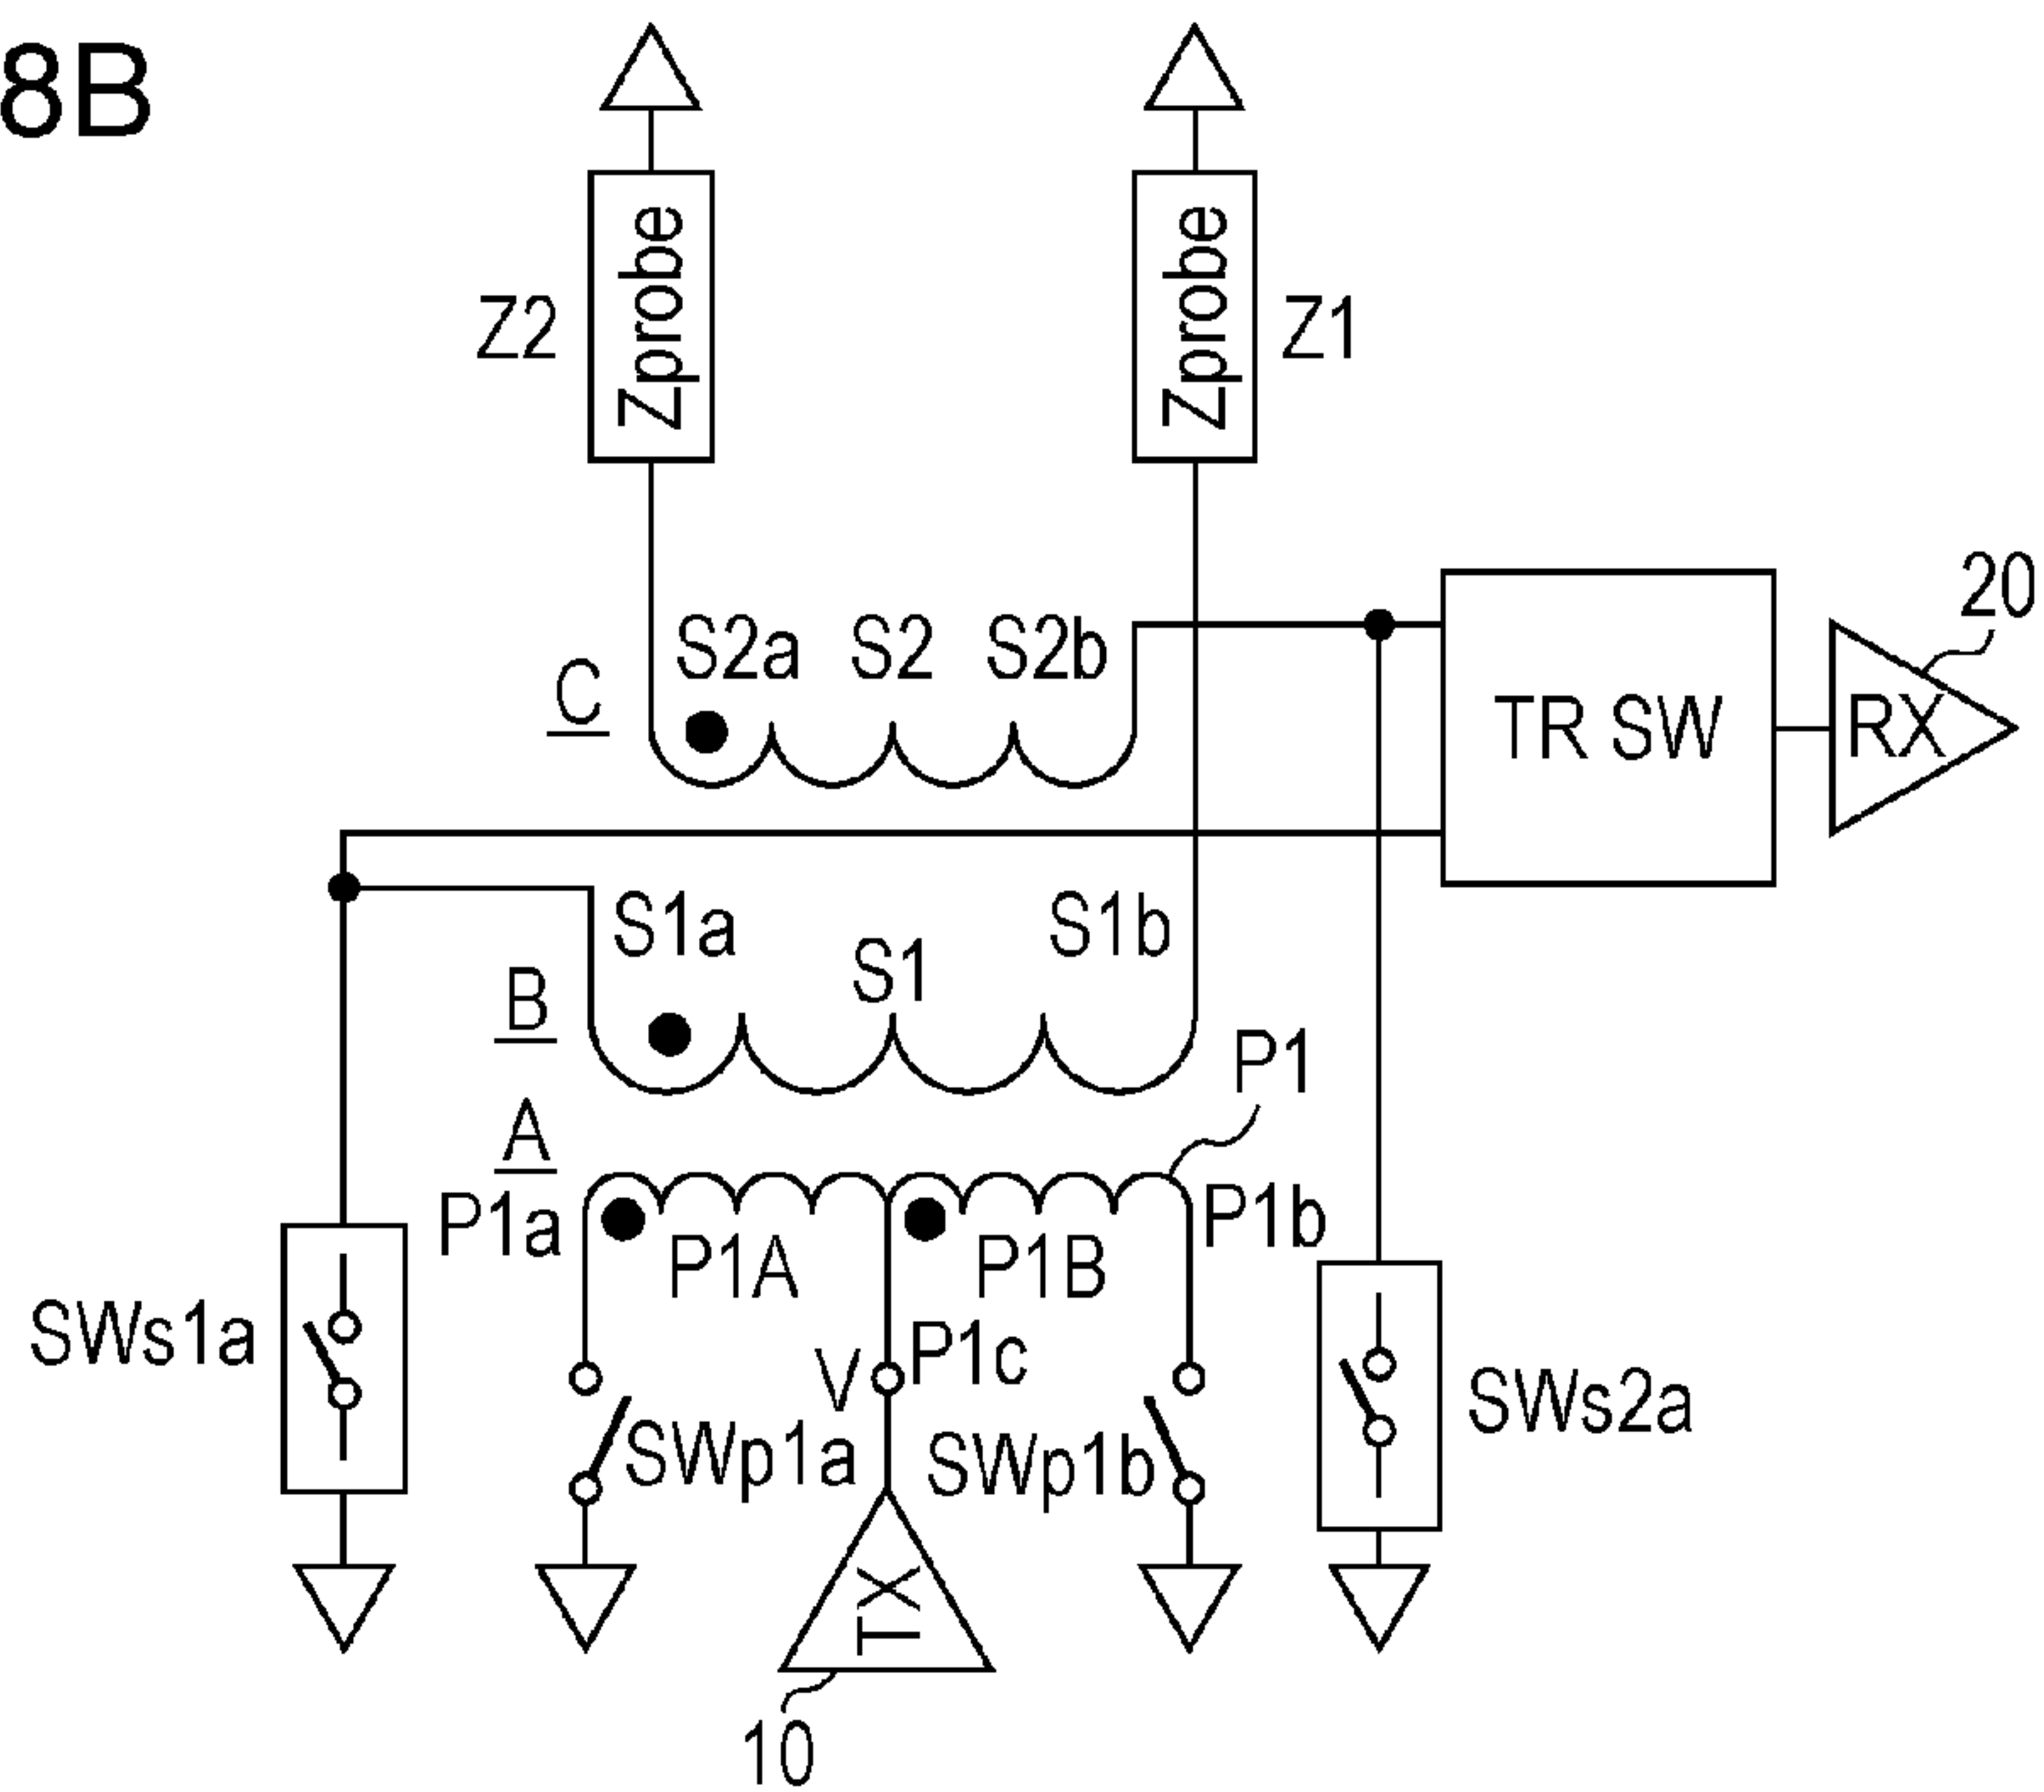 8B
Z2
Zprobe
Zprobe
Z1
20
S2a
S2
S2b
C
TR SW
RX
S1a
S1
S1b
B
P1
A
P1a
P1A
P1B
P1b
SWs1a
V
P1c
SWp1a
SWp1b
SWs2a
TX
10